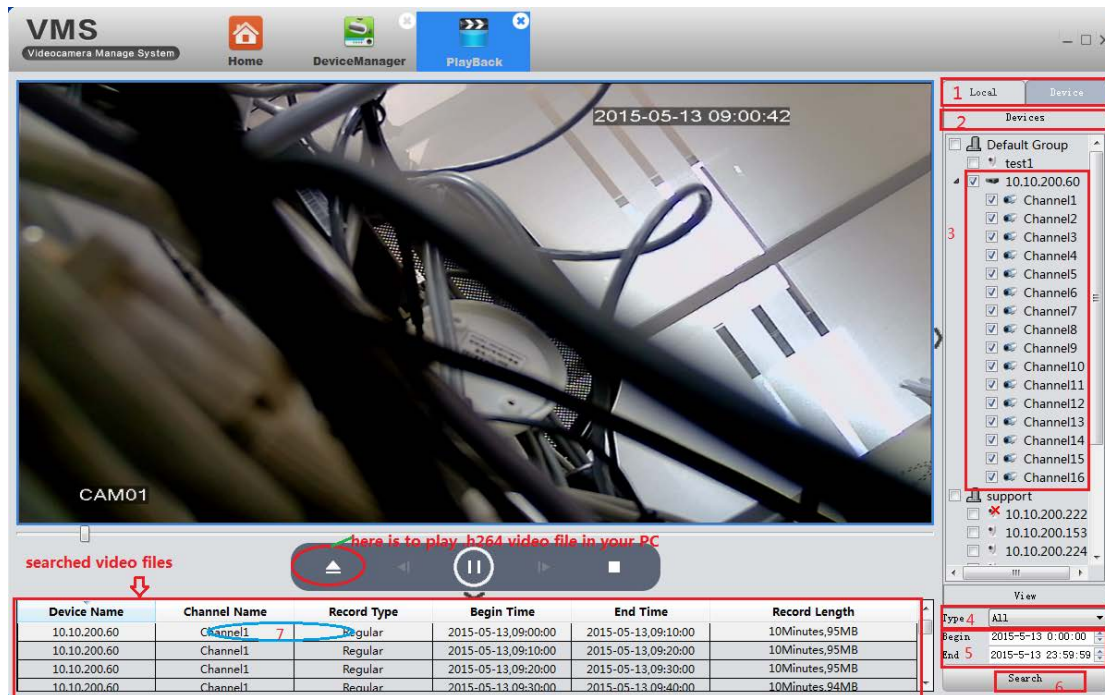 VMS
Videocamera Manage System
Home
DeviceManager
PlayBack
2015-05-13 09:00:42
CAM01
1 Local
Device
2 Devices
Default Group
test1
10.10.200.60
Channel1
Channel2
3
Channel3
Channel4
Channel5
Channel6
Channel7
Channel8
Channel9
Channel10
Channel11
Channel12
Channel13
Channel14
Channel15
Channel16
support
10.10.200.222
10.10.200.153
10.10.200.224
View
Type 4 All
Begin 2015-5-13 0:00:00
End 5 2015-5-13 23:59:59
Search
6
here is to play .h264 video file in your PC
searched video files
Device Name Channel Name Record Type Begin Time End Time Record Length
10.10.200.60 Channel1 7 Regular 2015-05-13,09:00:00 2015-05-13,09:10:00 10Minutes,95MB
10.10.200.60 Channel1 Regular 2015-05-13,09:10:00 2015-05-13,09:20:00 10Minutes,95MB
10.10.200.60 Channel1 Regular 2015-05-13,09:20:00 2015-05-13,09:30:00 10Minutes,95MB
10.10.200.60 Channel1 Regular 2015-05-13,09:30:00 2015-05-13,09:40:00 10Minutes,94MB